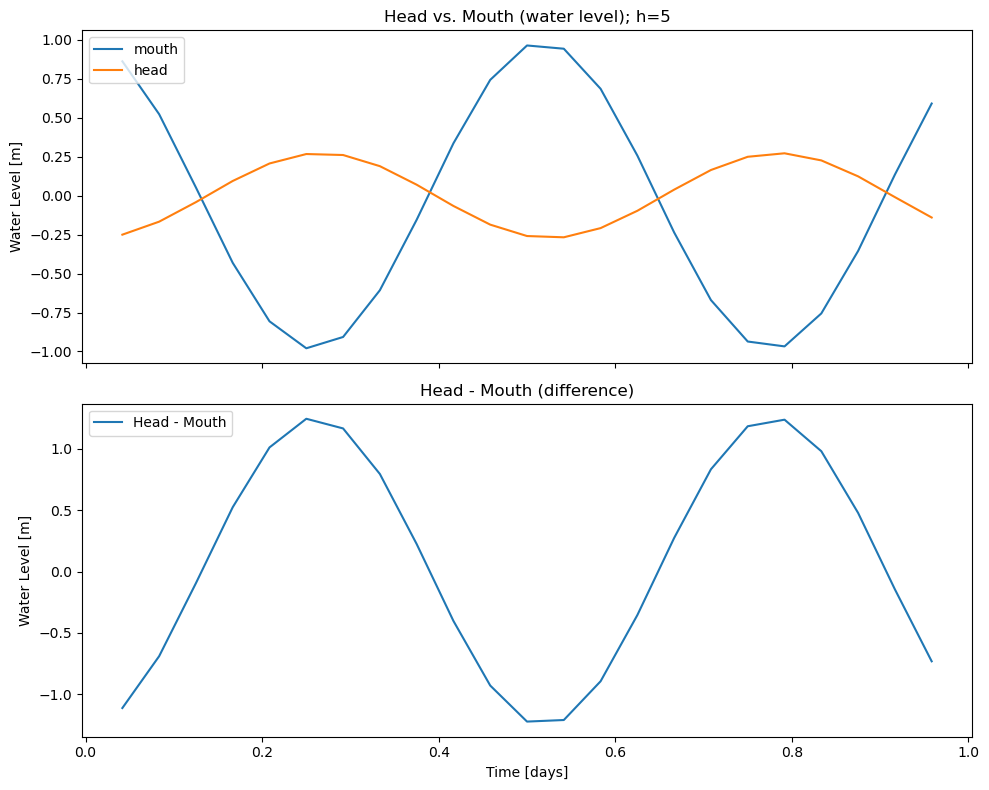 Head vs. Mouth (water level); h=5
mouth
head
Water Level [m]
1.00
0.75
0.50
0.25
0.00
−0.25
−0.50
−0.75
−1.00
Head - Mouth (difference)
Head - Mouth
Water Level [m]
1.0
0.5
0.0
−0.5
−1.0
0.0 0.2 0.4 0.6 0.8 1.0
Time [days]